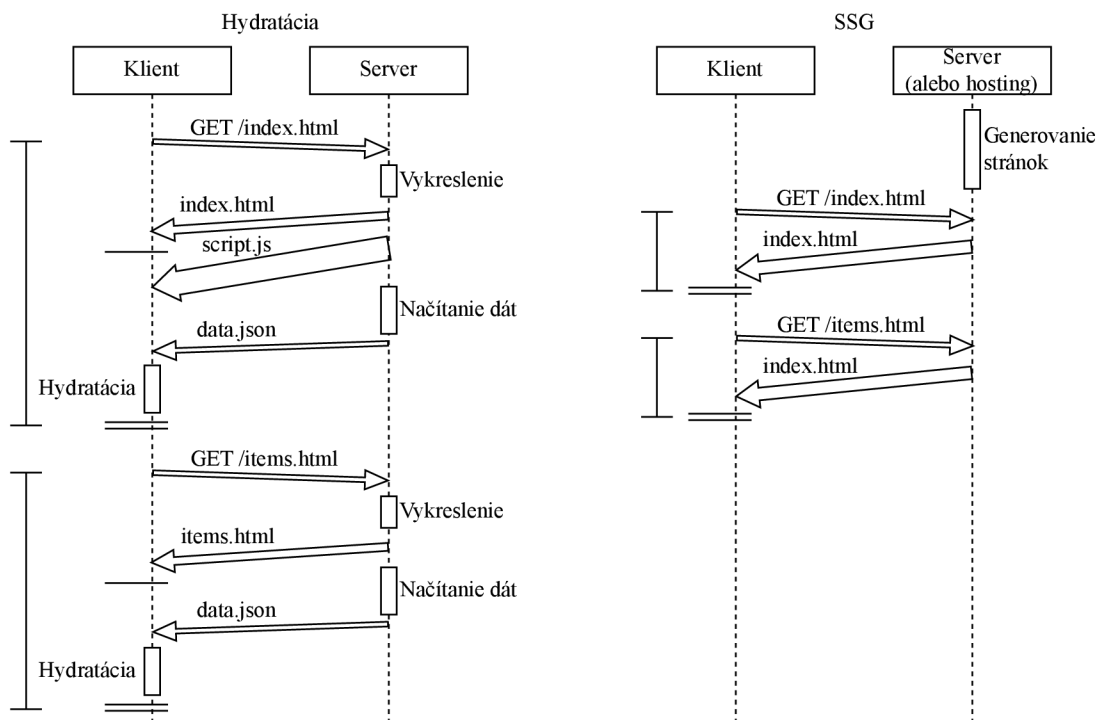 Hydratácia
Klient
Server
GET /index.html
Vykreslenie
index.html
script.js
Načítanie dát
data.json
Hydratácia
GET /items.html
Vykreslenie
items.html
Načítanie dát
data.json
Hydratácia
SSG
Klient
Server
(alebo hosting)
Generovanie
stránok
GET /index.html
index.html
GET /items.html
index.html